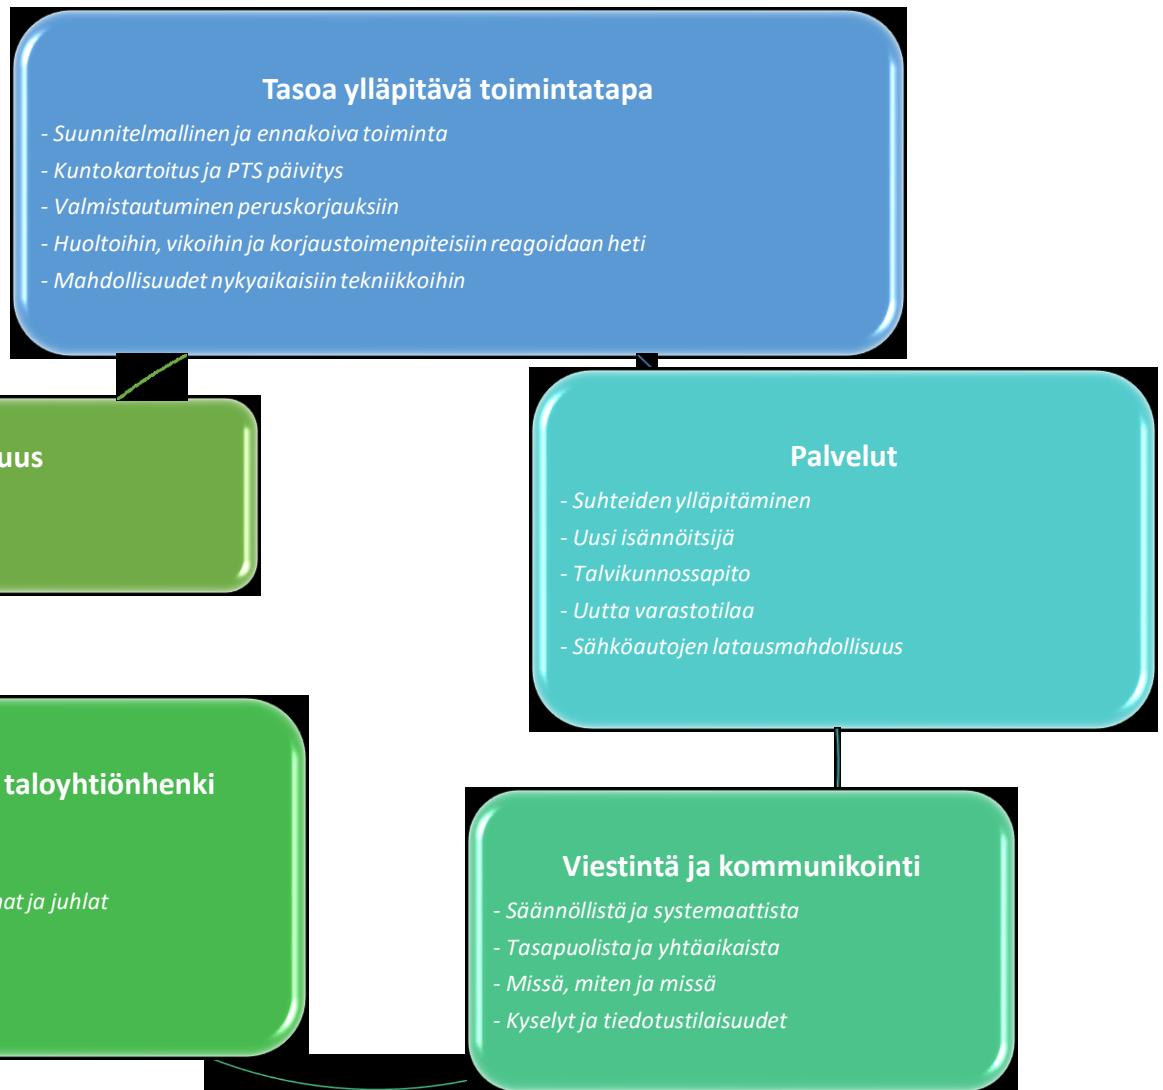 Tasoa ylläpitävä toimintatapa
- Suunnitelmallinen ja ennakoiva toiminta
- Kuntokartoitus ja PTS päivitys
- Valmistautuminen peruskorjauksiin
- Huoltoihin, vikoihin ja korjaustoimenpiteisiin reagoidaan heti
- Mahdollisuudet nykyaikaisiin tekniikkoihin
uus
Palvelut
- Suhteiden ylläpitäminen
- Uusi isännöitsijä
- Talvikunnossapito
- Uutta varastotilaa
- Sähköautojen latausmahdollisuus
taloyhtiönhenki
at ja juhlat
Viestintä ja kommunikointi
- Säännöllistä ja systemaattista
- Tasapuolista ja yhtäaikaista
- Missä, miten ja missä
- Kyselyt ja tiedotustilaisuudet